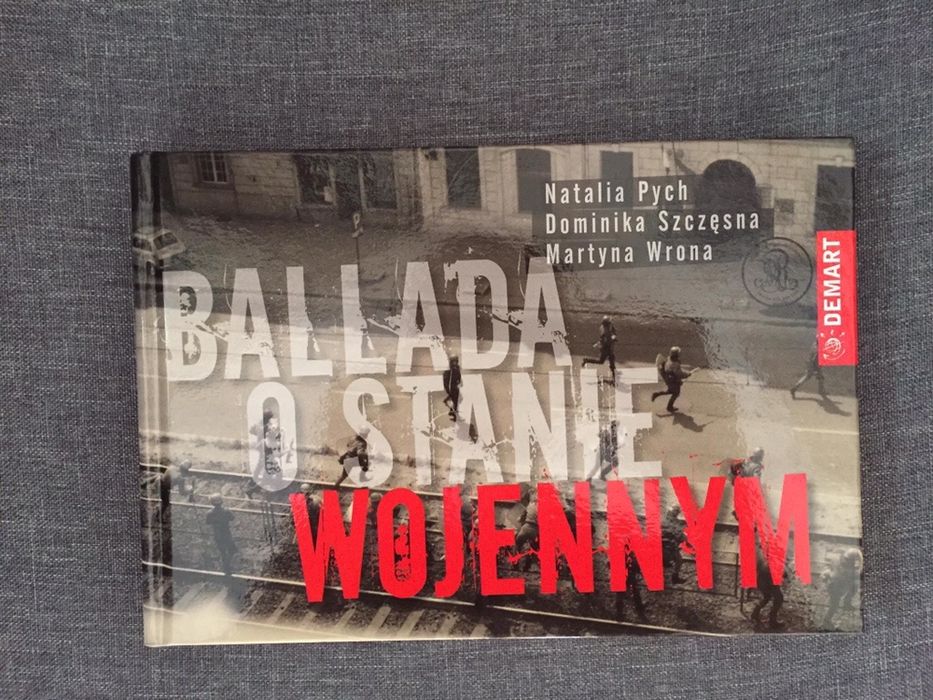 Natalia Pych
Dominika Szczęsna
Martyna Wrona
BALLADA
O STANIE
WOJENNYM
DEMART